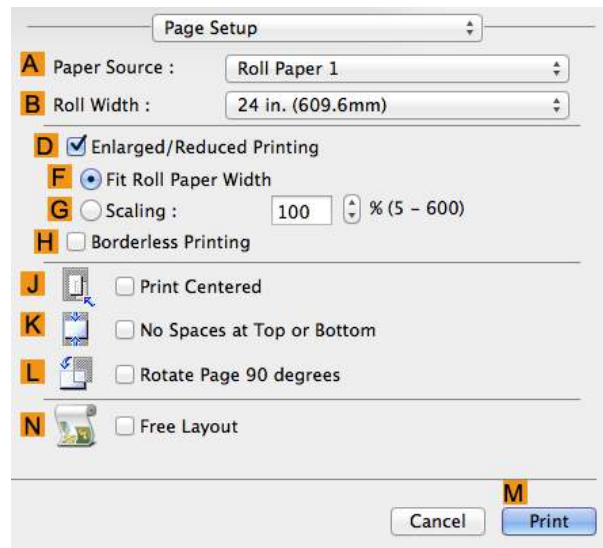 Page Setup
A Paper Source : Roll Paper 1
B Roll Width : 24 in. (609.6mm)
D Enlarged/Reduced Printing
F Fit Roll Paper Width
G Scaling : 100 % (5 – 600)
H Borderless Printing
J Print Centered
K No Spaces at Top or Bottom
L Rotate Page 90 degrees
N Free Layout
M
Cancel Print